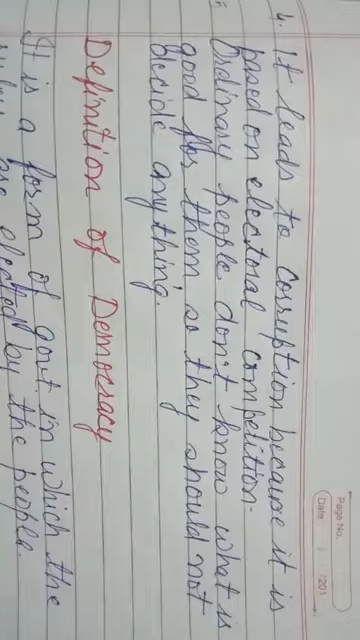 Page No.
Date / /201
4. It leads to corruption because it is
based on electoral competition.
5 Ordinary people don't know what is
good for them so they should not
decide anything.
Definition of Democracy
It is a form of govt in which the
are elected by the people.